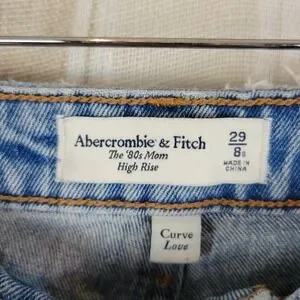 Abercrombie & Fitch
The '80s Mom
High Rise
29
8s
MADE IN
CHINA
Curve
Love